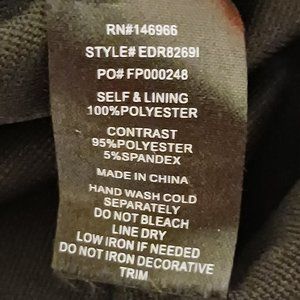 RN#146966
STYLE# EDR8269I
PO# FP000248
SELF & LINING
100%POLYESTER
CONTRAST
95%POLYESTER
5%SPANDEX
MADE IN CHINA
HAND WASH COLD
SEPARATELY
DO NOT BLEACH
LINE DRY
LOW IRON IF NEEDED
DO NOT IRON DECORATIVE
TRIM